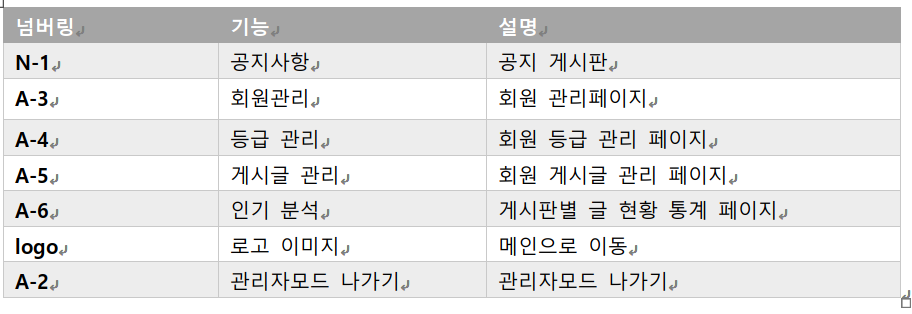 넘버링 기능 설명
N-1 공지사항 공지 게시판
A-3 회원관리 회원 관리페이지
A-4 등급 관리 회원 등급 관리 페이지
A-5 게시글 관리 회원 게시글 관리 페이지
A-6 인기 분석 게시판별 글 현황 통계 페이지
logo 로고 이미지 메인으로 이동
A-2 관리자모드 나가기 관리자모드 나가기